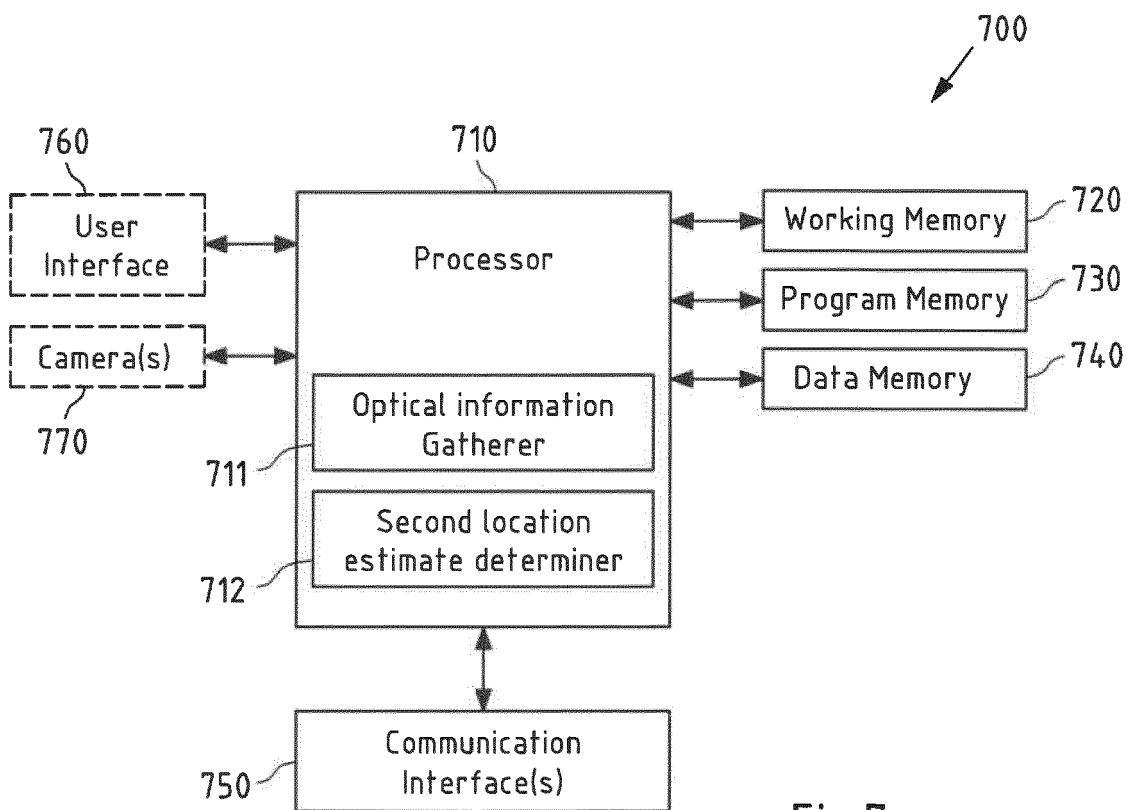 700
760
710
User
Interface
Processor
Working Memory
720
Program Memory
730
Camera(s)
Data Memory
740
770
Optical information
Gatherer
711
Second location
estimate determiner
712
Communication
Interface(s)
750